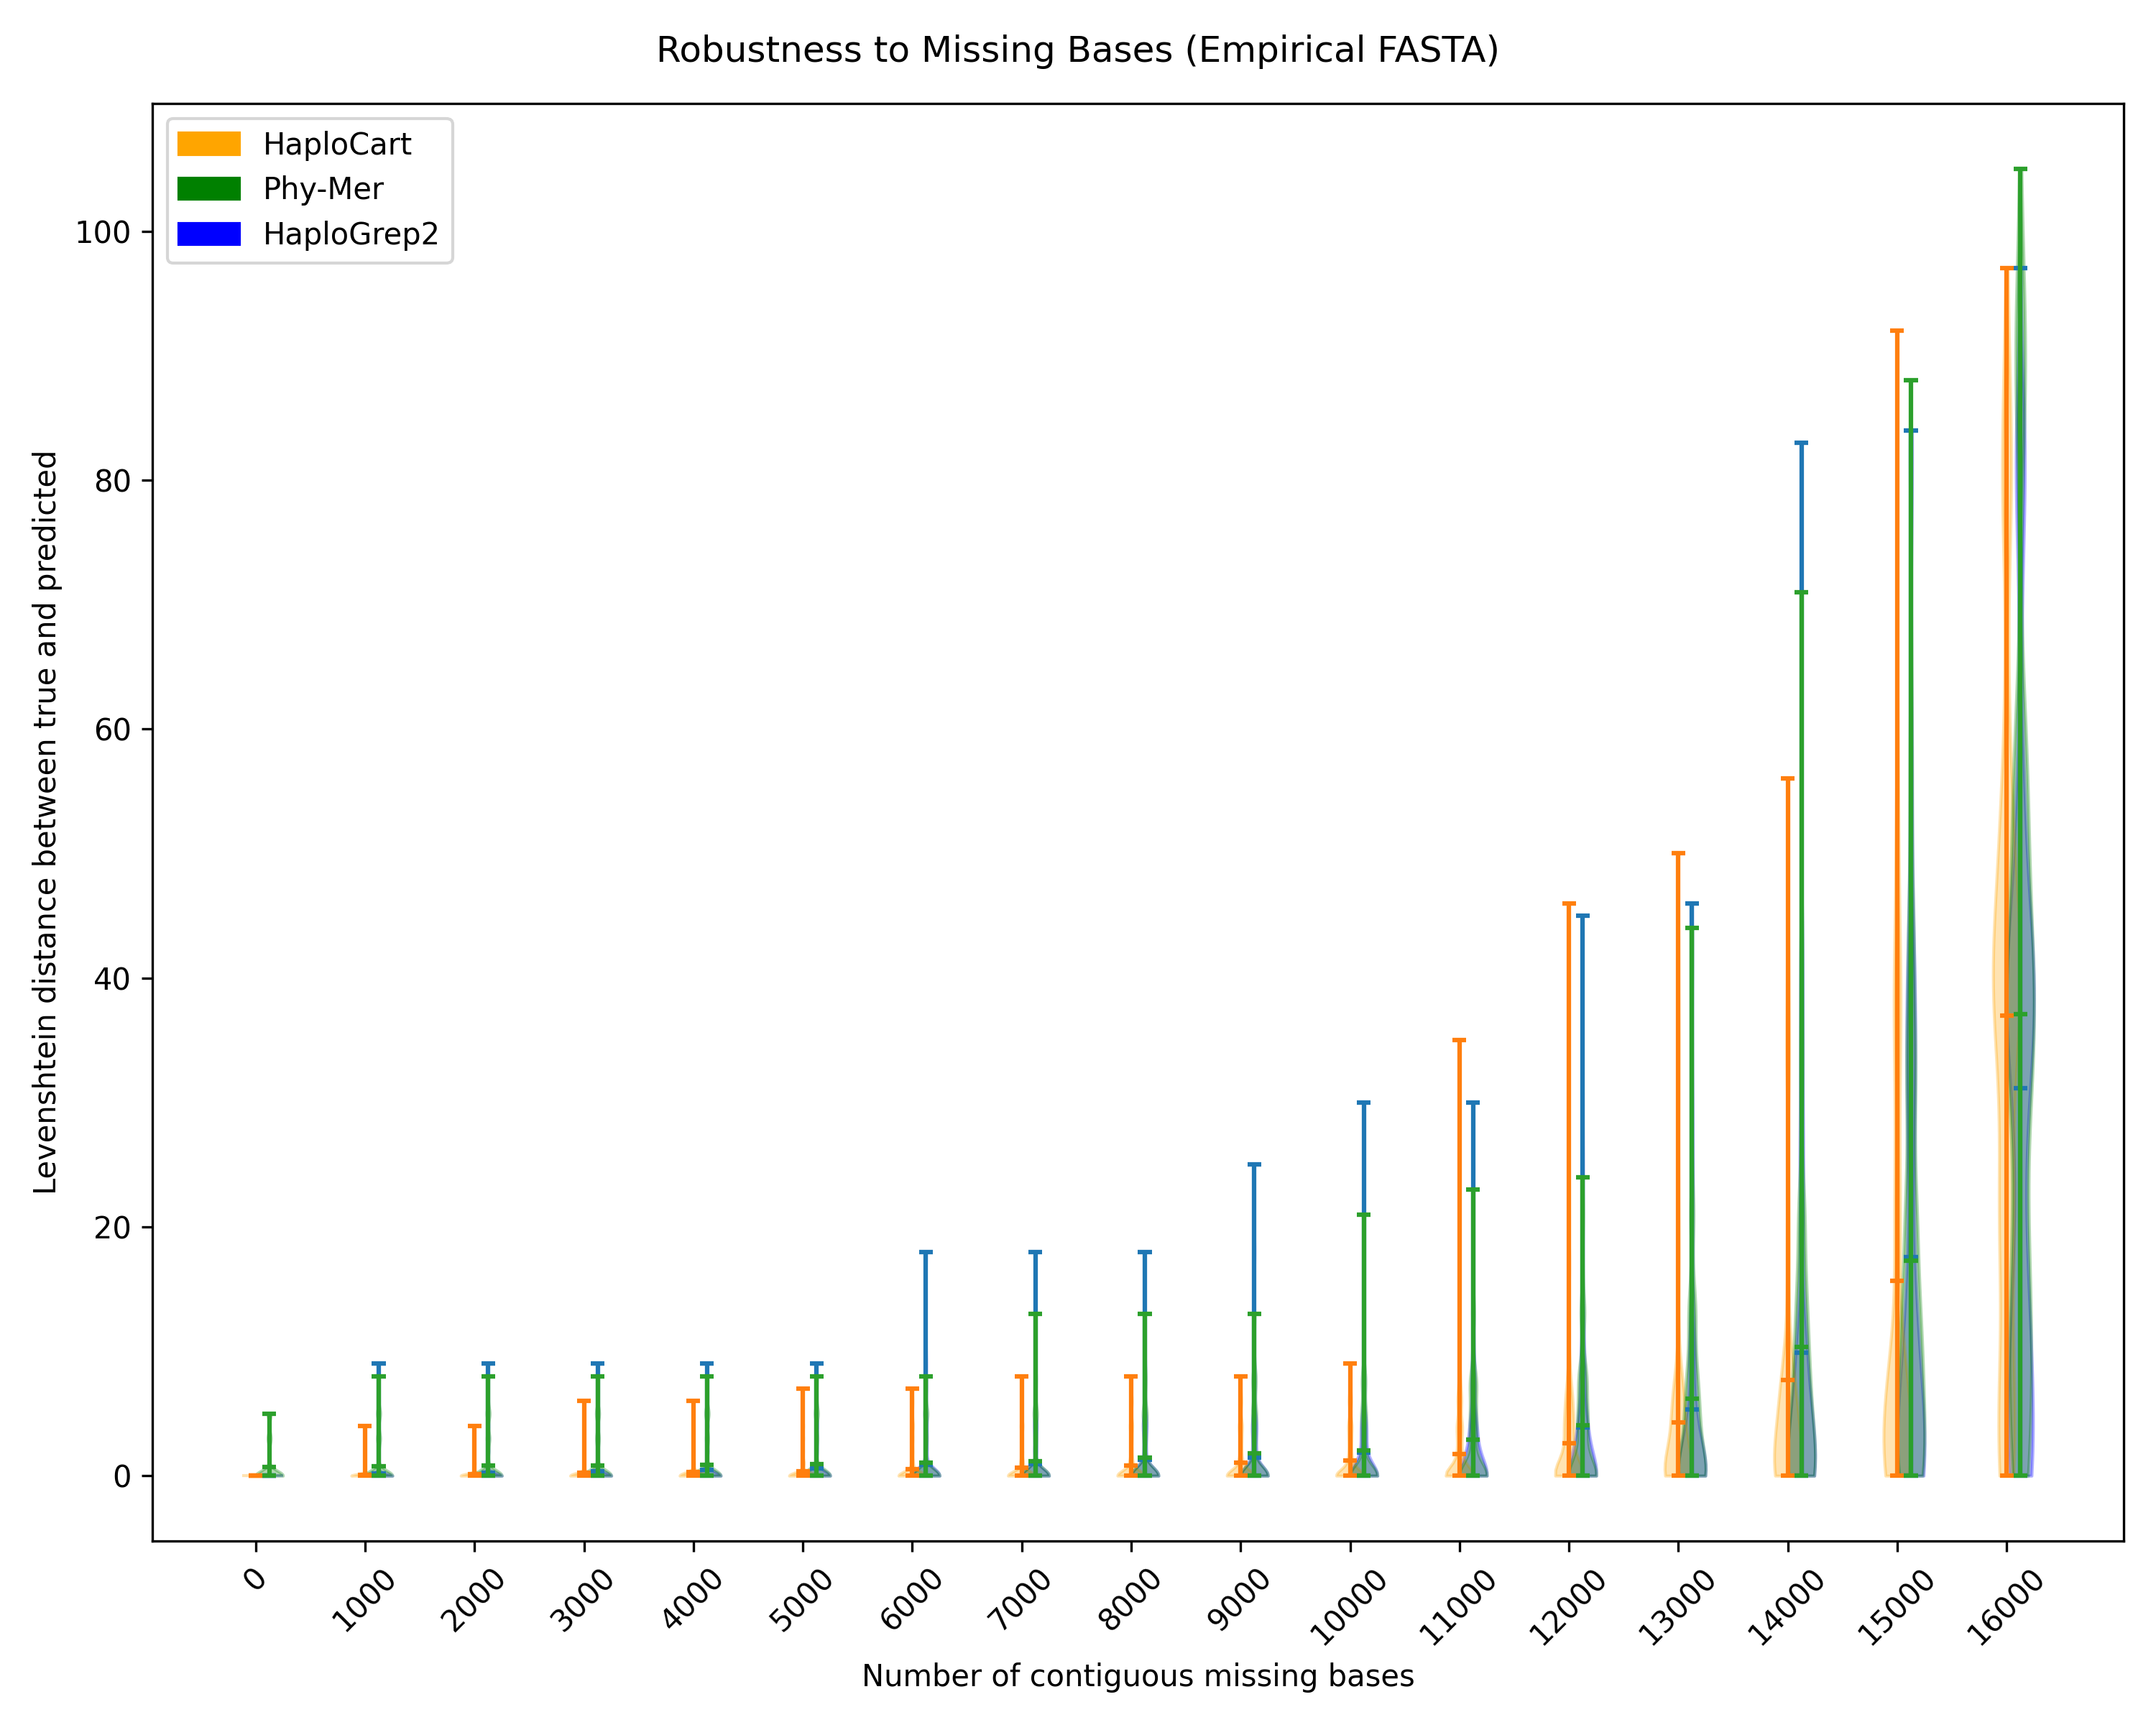 Robustness to Missing Bases (Empirical FASTA)
HaploCart
Phy-Mer
HaploGrep2
Levenshtein distance between true and predicted
100
80
60
40
20
0
0 1000 2000 3000 4000 5000 6000 7000 8000 9000 10000 11000 12000 13000 14000 15000 16000
Number of contiguous missing bases